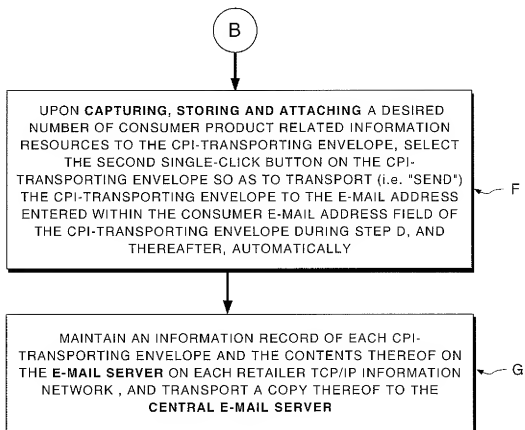 B
UPON CAPTURING, STORING AND ATTACHING A DESIRED
NUMBER OF CONSUMER PRODUCT RELATED INFORMATION
RESOURCES TO THE CPI-TRANSPORTING ENVELOPE, SELECT
THE SECOND SINGLE-CLICK BUTTON ON THE CPI-
TRANSPORTING ENVELOPE SO AS TO TRANSPORT (i.e. "SEND")
THE CPI-TRANSPORTING ENVELOPE TO THE E-MAIL ADDRESS
ENTERED WITHIN THE CONSUMER E-MAIL ADDRESS FIELD OF
THE CPI-TRANSPORTING ENVELOPE DURING STEP D, AND
THEREAFTER, AUTOMATICALLY
F
MAINTAIN AN INFORMATION RECORD OF EACH CPI-
TRANSPORTING ENVELOPE AND THE CONTENTS THEREOF ON
THE E-MAIL SERVER ON EACH RETAILER TCP/IP INFORMATION
NETWORK , AND TRANSPORT A COPY THEREOF TO THE
CENTRAL E-MAIL SERVER
G